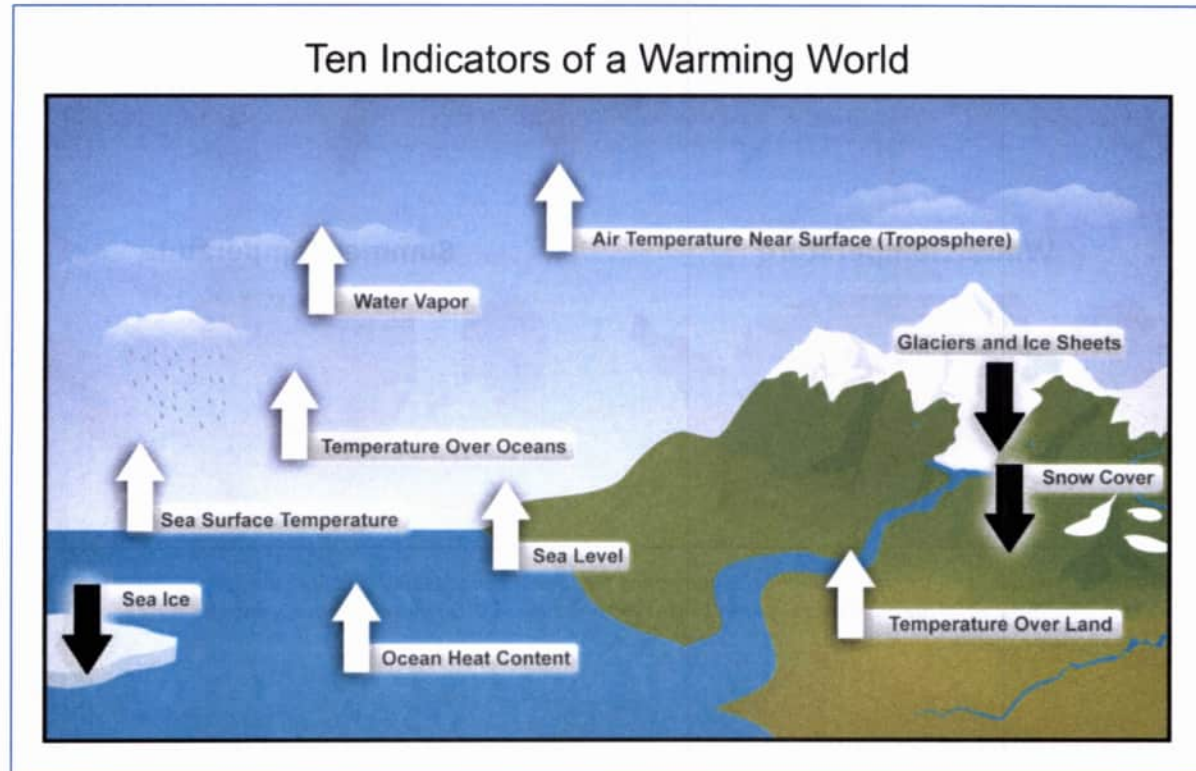 Ten Indicators of a Warming World
Air Temperature Near Surface (Troposphere)
Water Vapor
Glaciers and Ice Sheets
Temperature Over Oceans
Snow Cover
Sea Surface Temperature
Sea Level
Sea Ice
Temperature Over Land
Ocean Heat Content